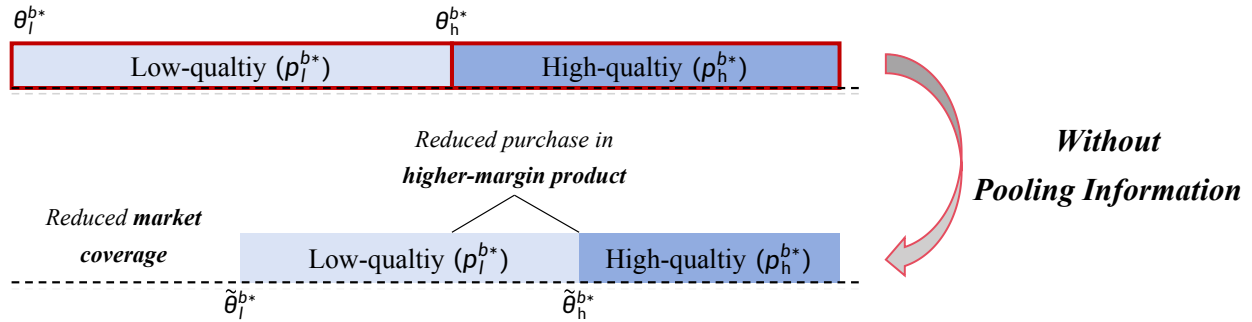 θ_l^{b*} θ_h^{b*}
Low-qualtiy (p_l^{b*}) High-qualtiy (p_h^{b*})
Reduced purchase in
higher-margin product
Without
Pooling Information
Reduced market
coverage
Low-qualtiy (p_l^{b*}) High-qualtiy (p_h^{b*})
θ̃_l^{b*} θ̃_h^{b*}